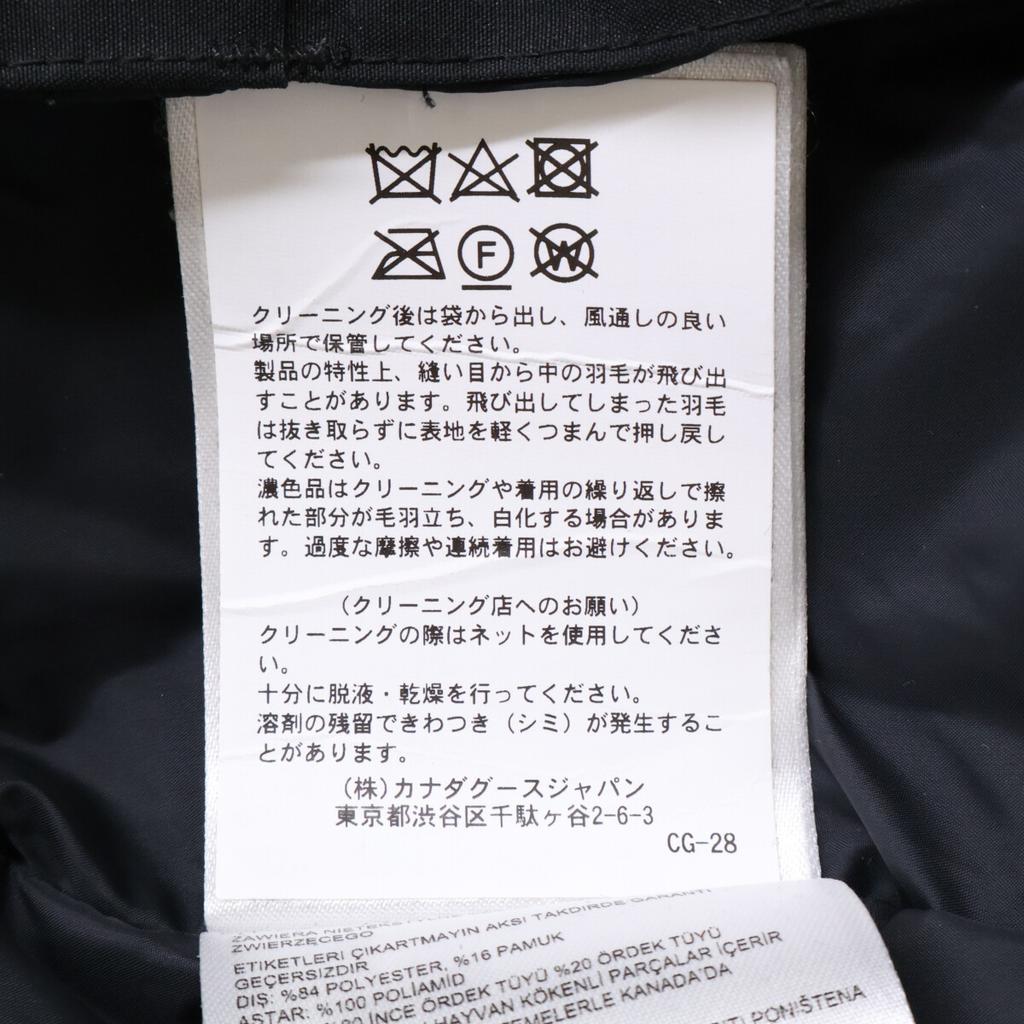 F
W
クリーニング後は袋から出し、風通しの良い
場所で保管してください。
製品の特性上、縫い目から中の羽毛が飛び出
すことがあります。飛び出してしまった羽毛
は抜き取らずに表地を軽くつまんで押し戻し
てください。
濃色品はクリーニングや着用の繰り返しで擦
れた部分が毛羽立ち、白化する場合がありま
す。過度な摩擦や連続着用はお避けください。
（クリーニング店へのお願い）
クリーニングの際はネットを使用してくださ
い。
十分に脱液・乾燥を行ってください。
溶剤の残留できわつき（シミ）が発生するこ
とがあります。
(株)カナダグースジャパン
東京都渋谷区千駄ヶ谷2-6-3
CG-28
ZWIERZĘCEGO
ETIKETLERİ ÇIKARTMAYIN AKSI TAKDIRDE GARANTI
GEÇERSIZDIR
DIŞ: %84 POLYESTER, %16 PAMUK
ASTAR: %100 POLİAMİD
İNCE ÖRDEK TÜYÜ %20 ÖRDEK TÜYÜ
HAYVAN KÖKENLİ PARÇALAR İÇERİR
KANADA'DA
PONIŠTENA